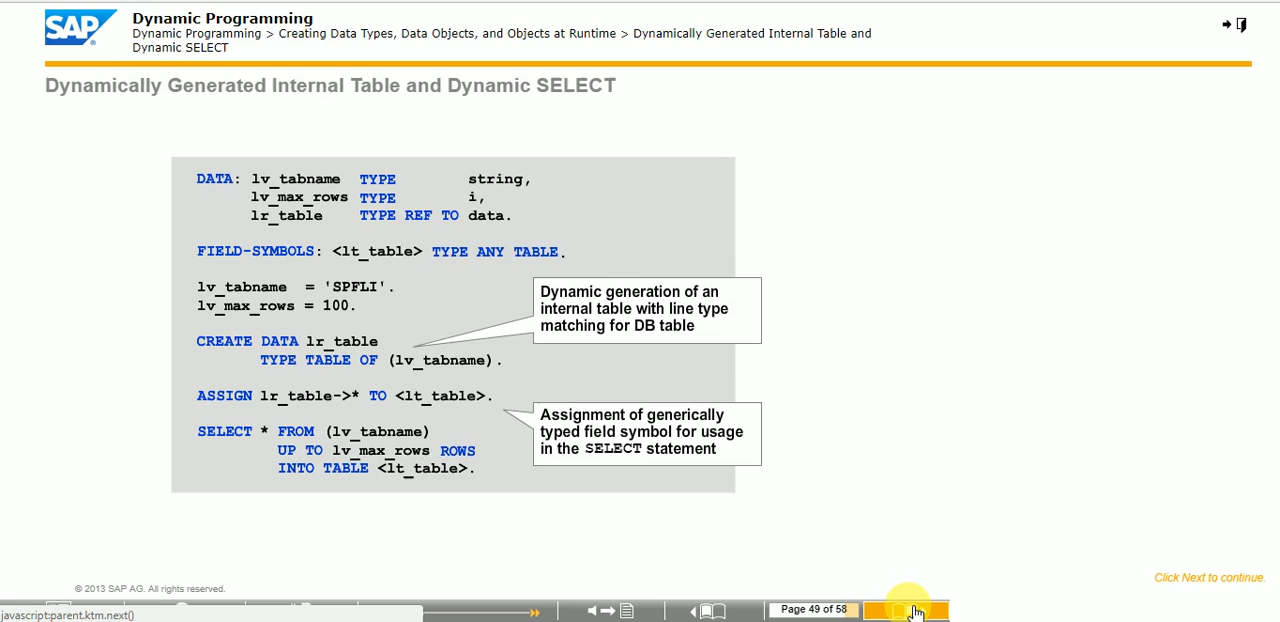 SAP
Dynamic Programming
Dynamic Programming > Creating Data Types, Data Objects, and Objects at Runtime > Dynamically Generated Internal Table and
Dynamic SELECT
Dynamically Generated Internal Table and Dynamic SELECT
DATA: lv_tabname TYPE string,
lv_max_rows TYPE i,
lr_table TYPE REF TO data.
FIELD-SYMBOLS: <lt_table> TYPE ANY TABLE.
lv_tabname = 'SPFLI'.
lv_max_rows = 100.
Dynamic generation of an
internal table with line type
matching for DB table
CREATE DATA lr_table
TYPE TABLE OF (lv_tabname).
ASSIGN lr_table->* TO <lt_table>.
Assignment of generically
typed field symbol for usage
in the SELECT statement
SELECT * FROM (lv_tabname)
UP TO lv_max_rows ROWS
INTO TABLE <lt_table>.
© 2013 SAP AG. All rights reserved.
Click Next to continue.
Page 49 of 58
javascript:parent.ktm.next()